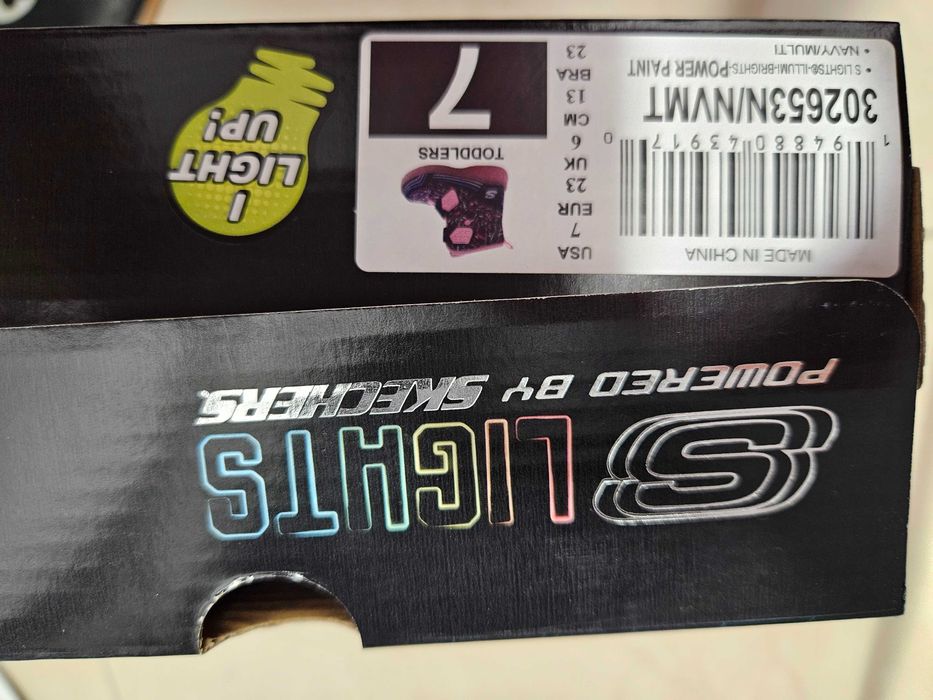 S LIGHTS
POWERED BY SKECHERS
MADE IN CHINA
1 94880 43917 0
302653N/NVMT
• S LIGHTS®-ILLUMI-BRIGHTS-POWER PAINT
• NAVY/MULTI
USA
7
EUR
23
UK
6
CM
13
BRA
23
S
TODDLERS
7
I
LIGHT
UP!